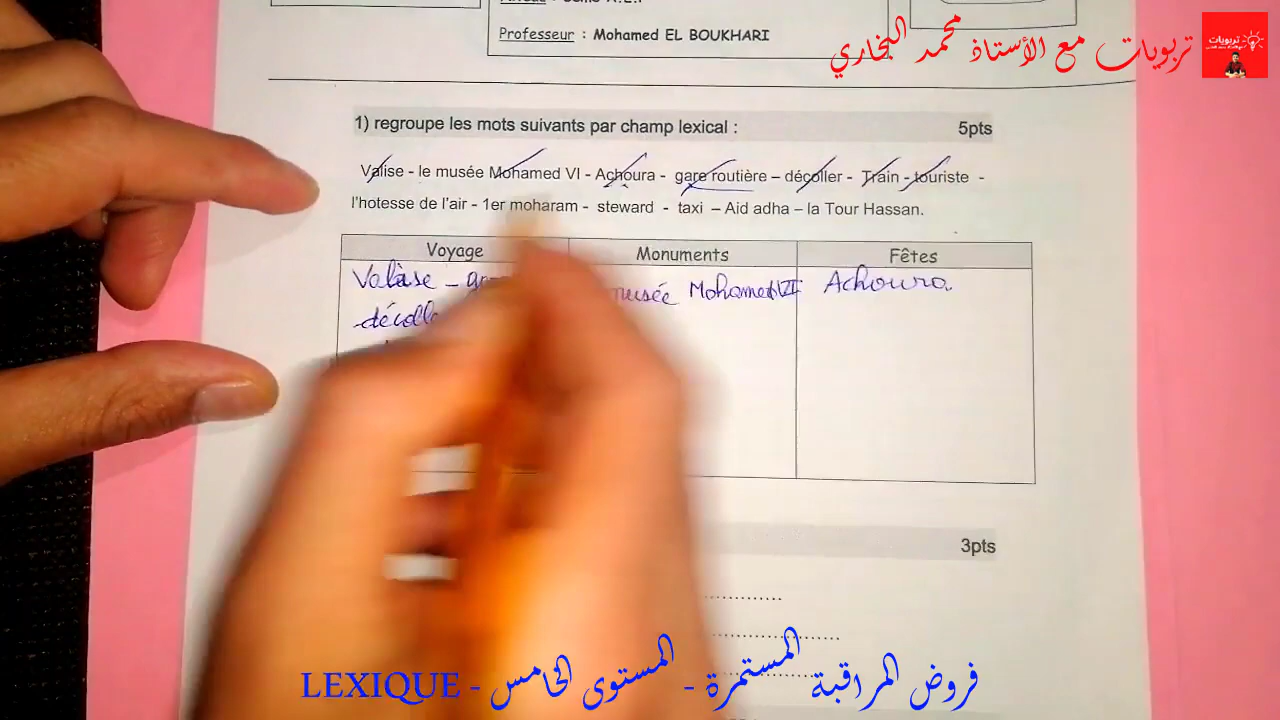 Professeur : Mohamed EL BOUKHARI
تربويات مع الأستاذ محمد البخاري
تربويات
1) regroupe les mots suivants par champ lexical : 5pts
Valise - le musée Mohamed VI - Achoura - gare routière – décoller - Train - touriste -
l'hotesse de l'air - 1er moharam - steward - taxi – Aid adha – la Tour Hassan.
Voyage Monuments Fêtes
Valise - musée Mohamed VI Achoura
3pts
فروض المراقبة المستمرة - المستوى الخامس - LEXIQUE